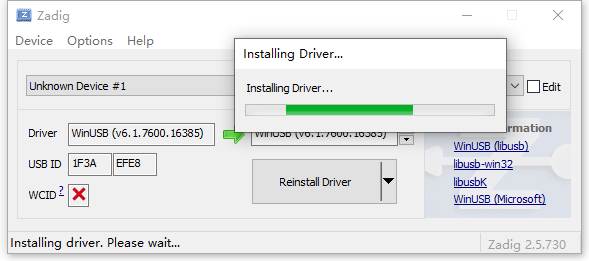 Zadig
Device Options Help
Installing Driver...
Installing Driver...
Unknown Device #1
Edit
Driver WinUSB (v6.1.7600.16385) WinUSB (v6.1.7600.16385)
USB ID 1F3A EFE8
WCID ?
Reinstall Driver
WinUSB (libusb)
libusb-win32
libusbK
WinUSB (Microsoft)
Installing driver. Please wait...
Zadig 2.5.730